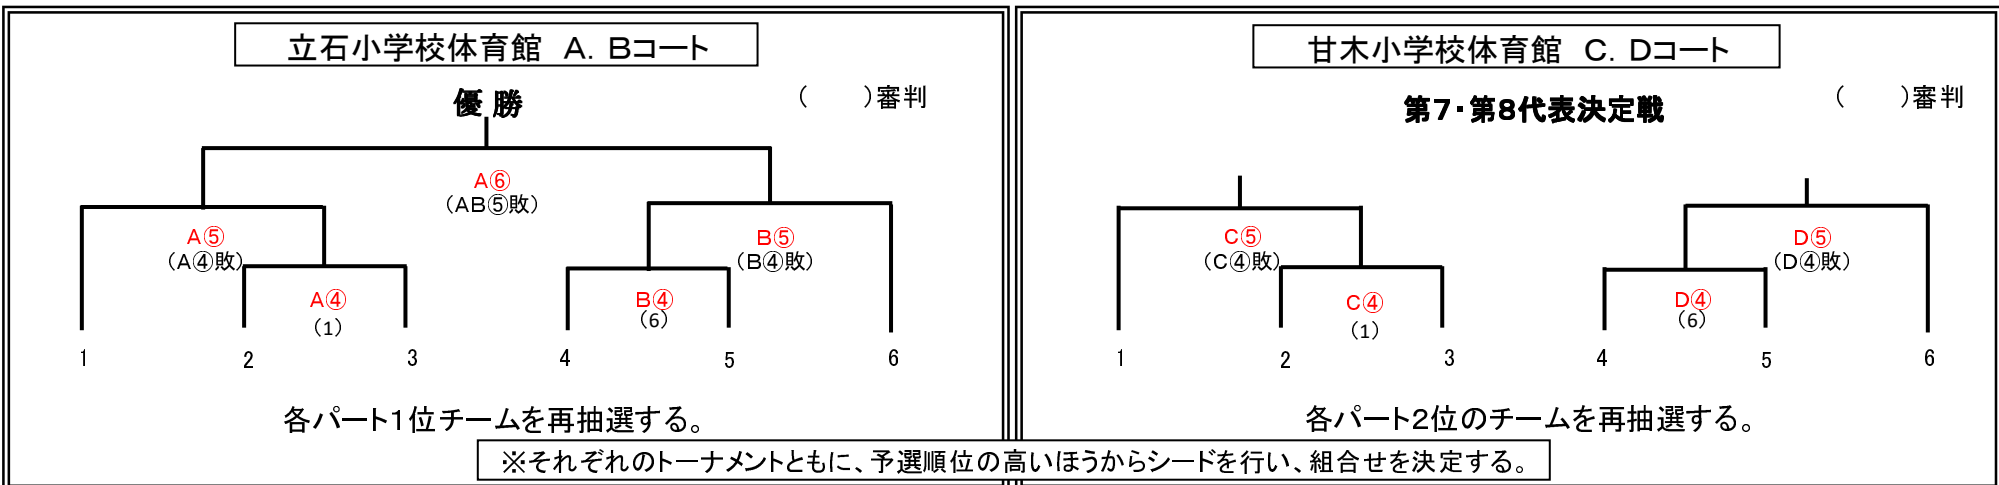 立石小学校体育館　A．Bコート
優 勝
（　　）審判
A⑥
（AB⑤敗）
A⑤
（A④敗）
B⑤
（B④敗）
A④
（1）
B④
（6）
1 2 3 4 5 6
各パート1位チームを再抽選する。
甘木小学校体育館　C．Dコート
第7・第8代表決定戦
（　　）審判
C⑤
（C④敗）
D⑤
（D④敗）
C④
（1）
D④
（6）
1 2 3 4 5 6
各パート2位のチームを再抽選する。
※それぞれのトーナメントともに、予選順位の高いほうからシードを行い、組合せを決定する。